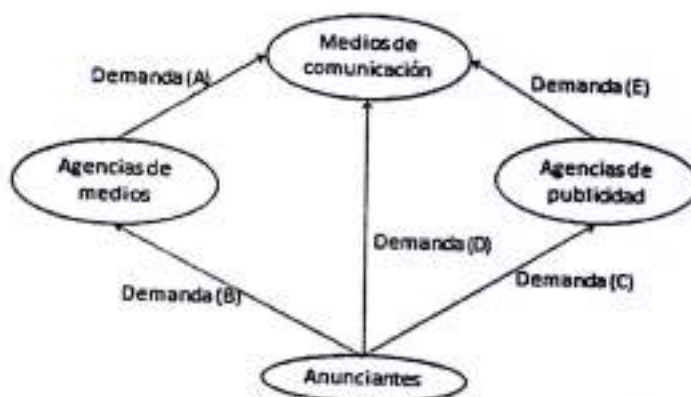 Medios de
comunicación
Demanda (A)
Demanda (E)
Agencias de
medios
Agencias de
publicidad
Demanda (D)
Demanda (B)
Demanda (C)
Anunciantes